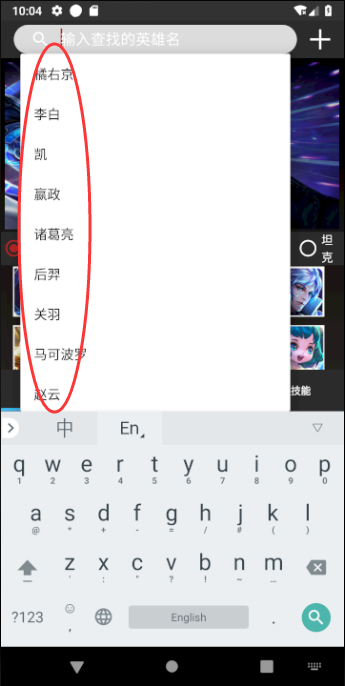 10:04
输入查找的英雄名
橘右京
李白
凯
嬴政
诸葛亮
后羿
关羽
马可波罗
赵云
坦
克
技能
中 En
q w e r t y u i o p
1 2 3 4 5 6 7 8 9 0
a s d f g h j k l
@ * + - = / # ( )
z x c v b n m
' : " ? ! ~ ...
?123 , English .